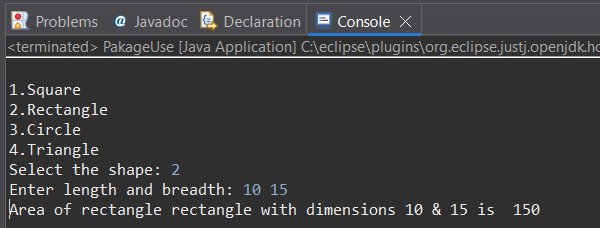 Problems @ Javadoc Declaration Console
<terminated> PakageUse [Java Application] C:\eclipse\plugins\org.eclipse.justj.openjdk.ho
1.Square
2.Rectangle
3.Circle
4.Triangle
Select the shape: 2
Enter length and breadth: 10 15
Area of rectangle rectangle with dimensions 10 & 15 is  150